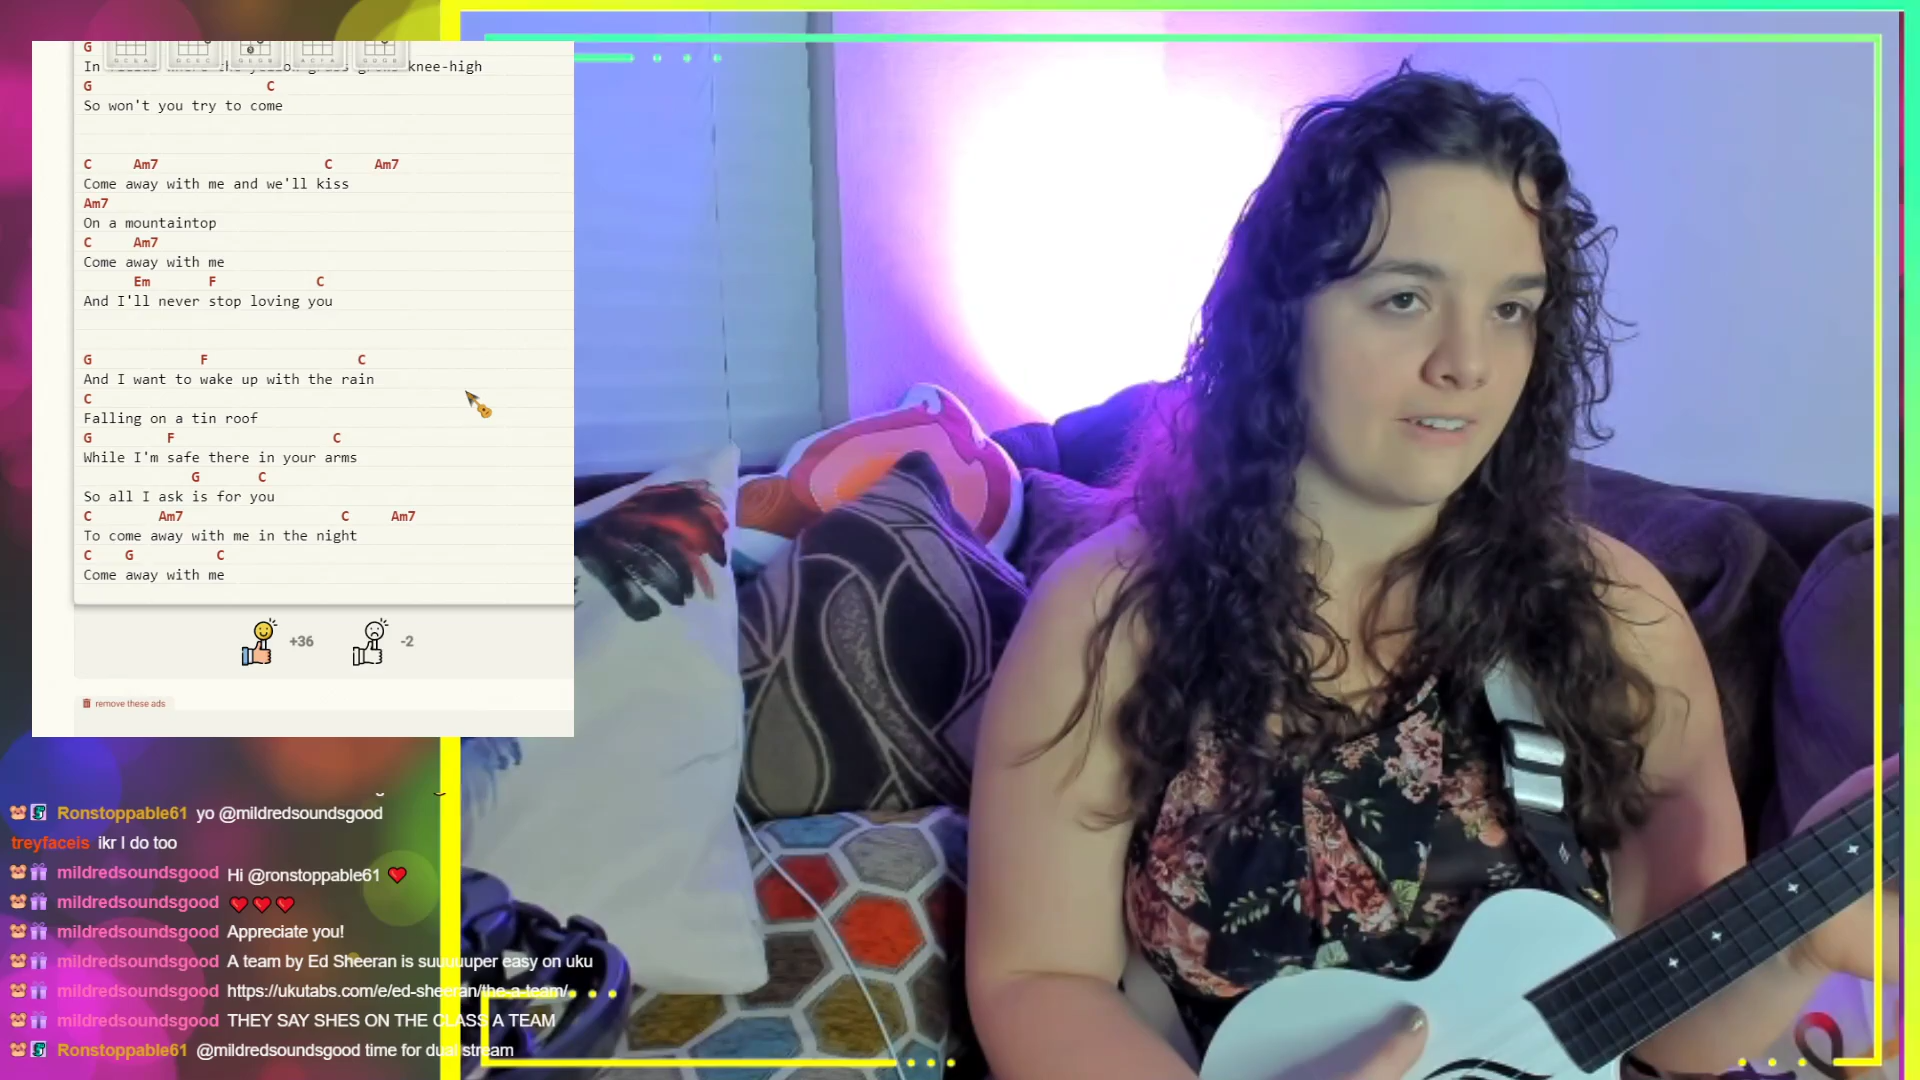 G
In fields where the yellow grass grows knee-high
G C
So won't you try to come
C Am7 C Am7
Come away with me and we'll kiss
Am7
On a mountaintop
C Am7
Come away with me
Em F C
And I'll never stop loving you
G F C
And I want to wake up with the rain
C
Falling on a tin roof
G F C
While I'm safe there in your arms
G C
So all I ask is for you
C Am7 C Am7
To come away with me in the night
C G C
Come away with me
+36 -2
remove these ads
Ronstoppable61 yo @mildredsoundsgood
treyfaceis ikr I do too
mildredsoundsgood Hi @ronstoppable61
mildredsoundsgood
mildredsoundsgood Appreciate you!
mildredsoundsgood A team by Ed Sheeran is suuuuuper easy on uku
mildredsoundsgood https://ukutabs.com/e/ed-sheeran/the-a-team/
mildredsoundsgood THEY SAY SHES ON THE CLASS A TEAM
Ronstoppable61 @mildredsoundsgood time for dual stream